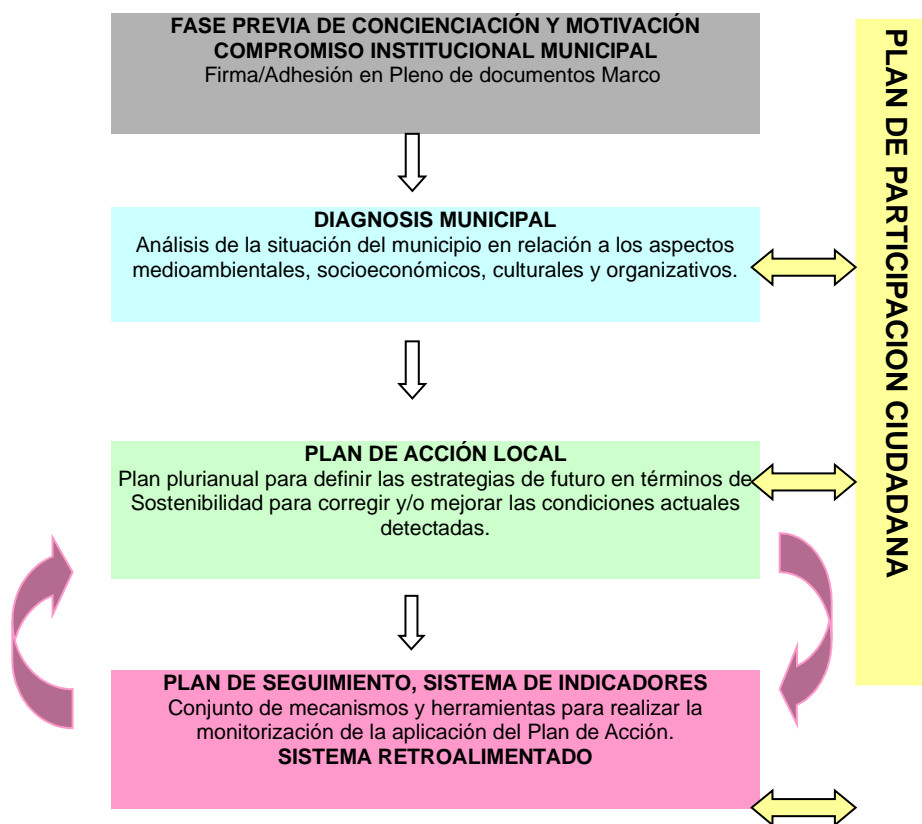 FASE PREVIA DE CONCIENCIACIÓN Y MOTIVACIÓN
COMPROMISO INSTITUCIONAL MUNICIPAL
Firma/Adhesión en Pleno de documentos Marco
DIAGNOSIS MUNICIPAL
Análisis de la situación del municipio en relación a los aspectos
medioambientales, socioeconómicos, culturales y organizativos.
PLAN DE ACCIÓN LOCAL
Plan plurianual para definir las estrategias de futuro en términos de
Sostenibilidad para corregir y/o mejorar las condiciones actuales
detectadas.
PLAN DE SEGUIMIENTO, SISTEMA DE INDICADORES
Conjunto de mecanismos y herramientas para realizar la
monitorización de la aplicación del Plan de Acción.
SISTEMA RETROALIMENTADO
PLAN DE PARTICIPACION CIUDADANA